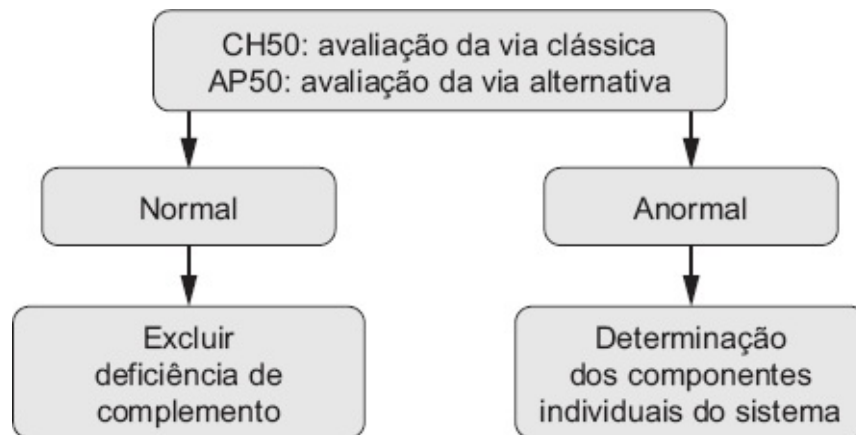 CH50: avaliação da via clássica
AP50: avaliação da via alternativa
Normal
Anormal
Excluir
deficiência de
complemento
Determinação
dos componentes
individuais do sistema